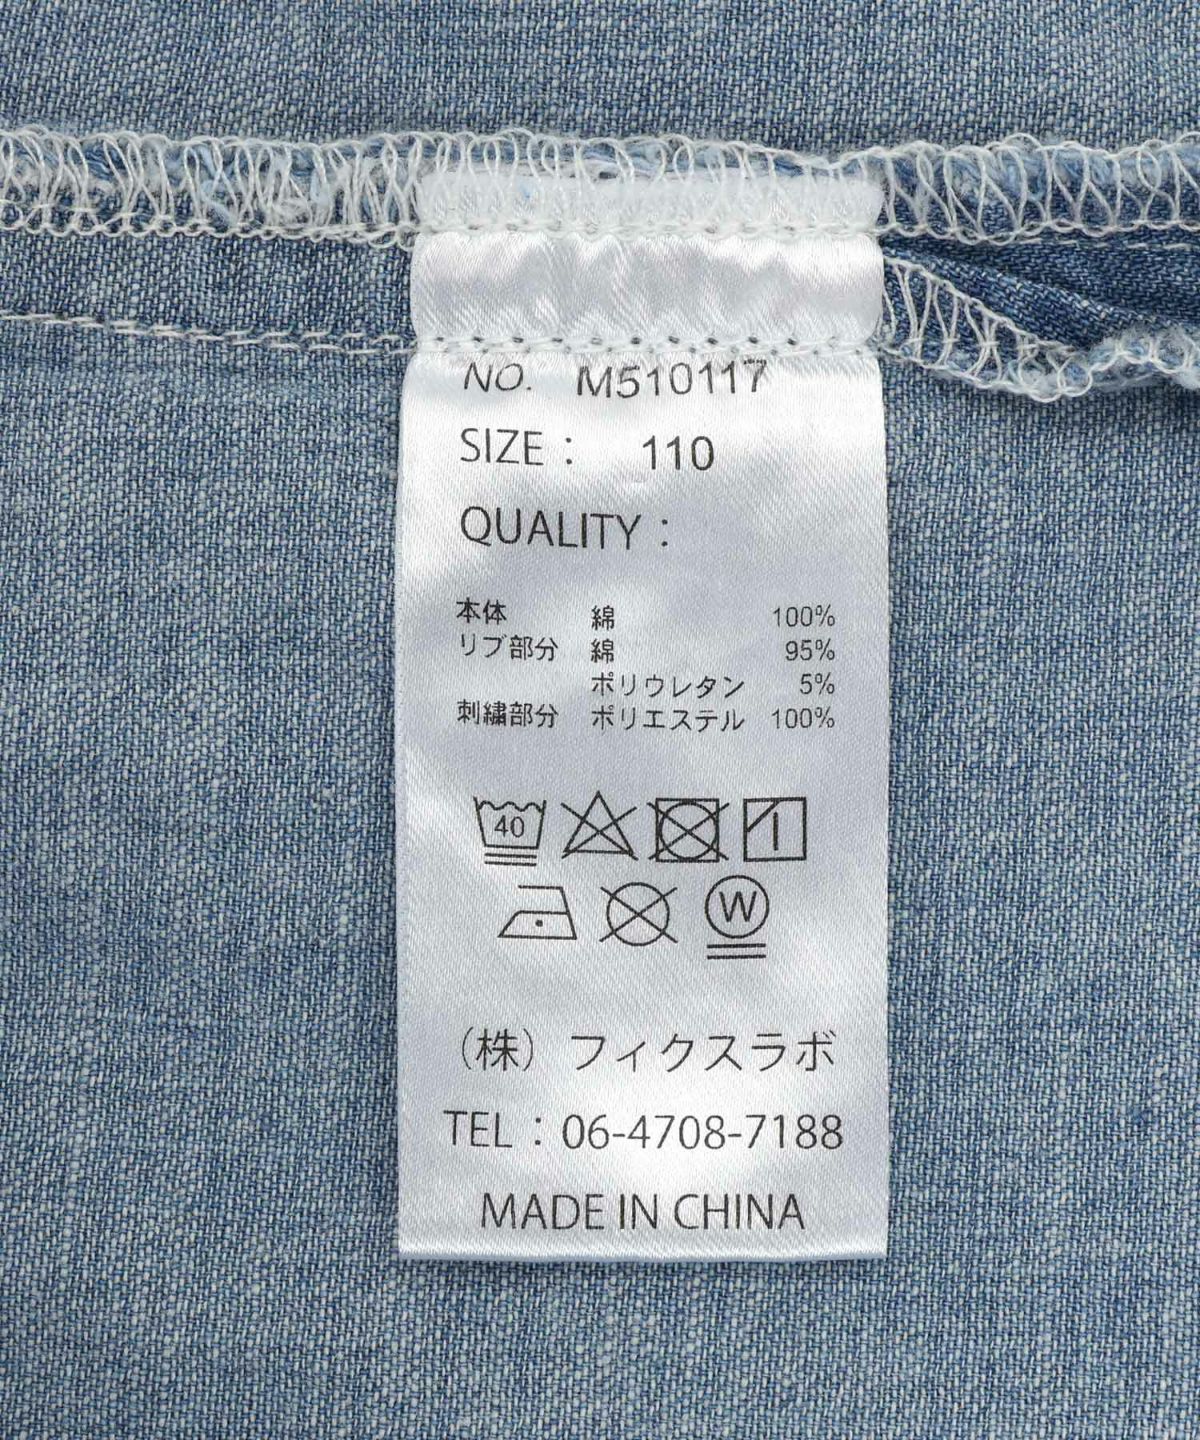 NO. M510117
SIZE : 110
QUALITY :
本体 綿 100%
リブ部分 綿 95%
ポリウレタン 5%
刺繍部分 ポリエステル 100%
40
W
(株) フィクスラボ
TEL : 06-4708-7188
MADE IN CHINA